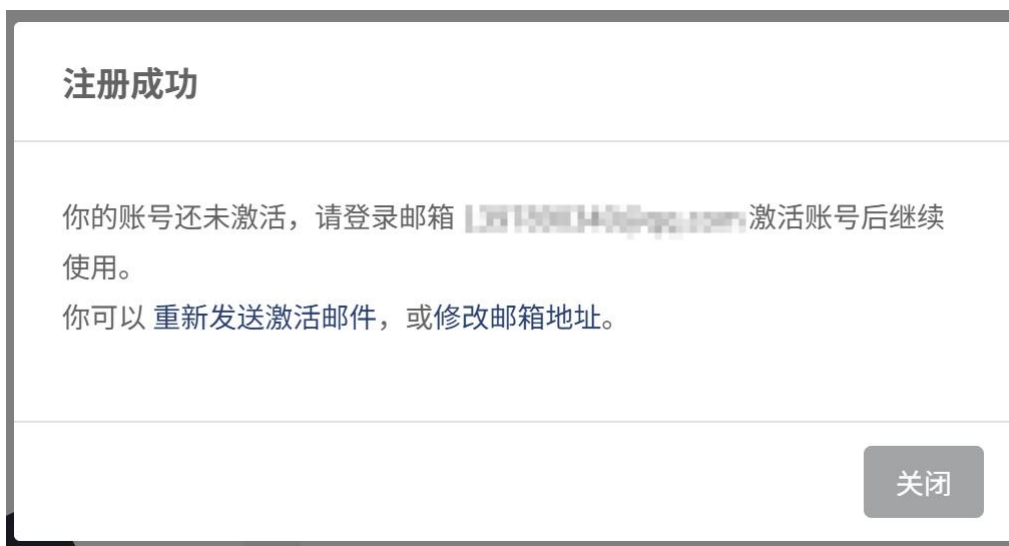 注册成功
你的账号还未激活，请登录邮箱 激活账号后继续
使用。
你可以 重新发送激活邮件，或修改邮箱地址。
关闭